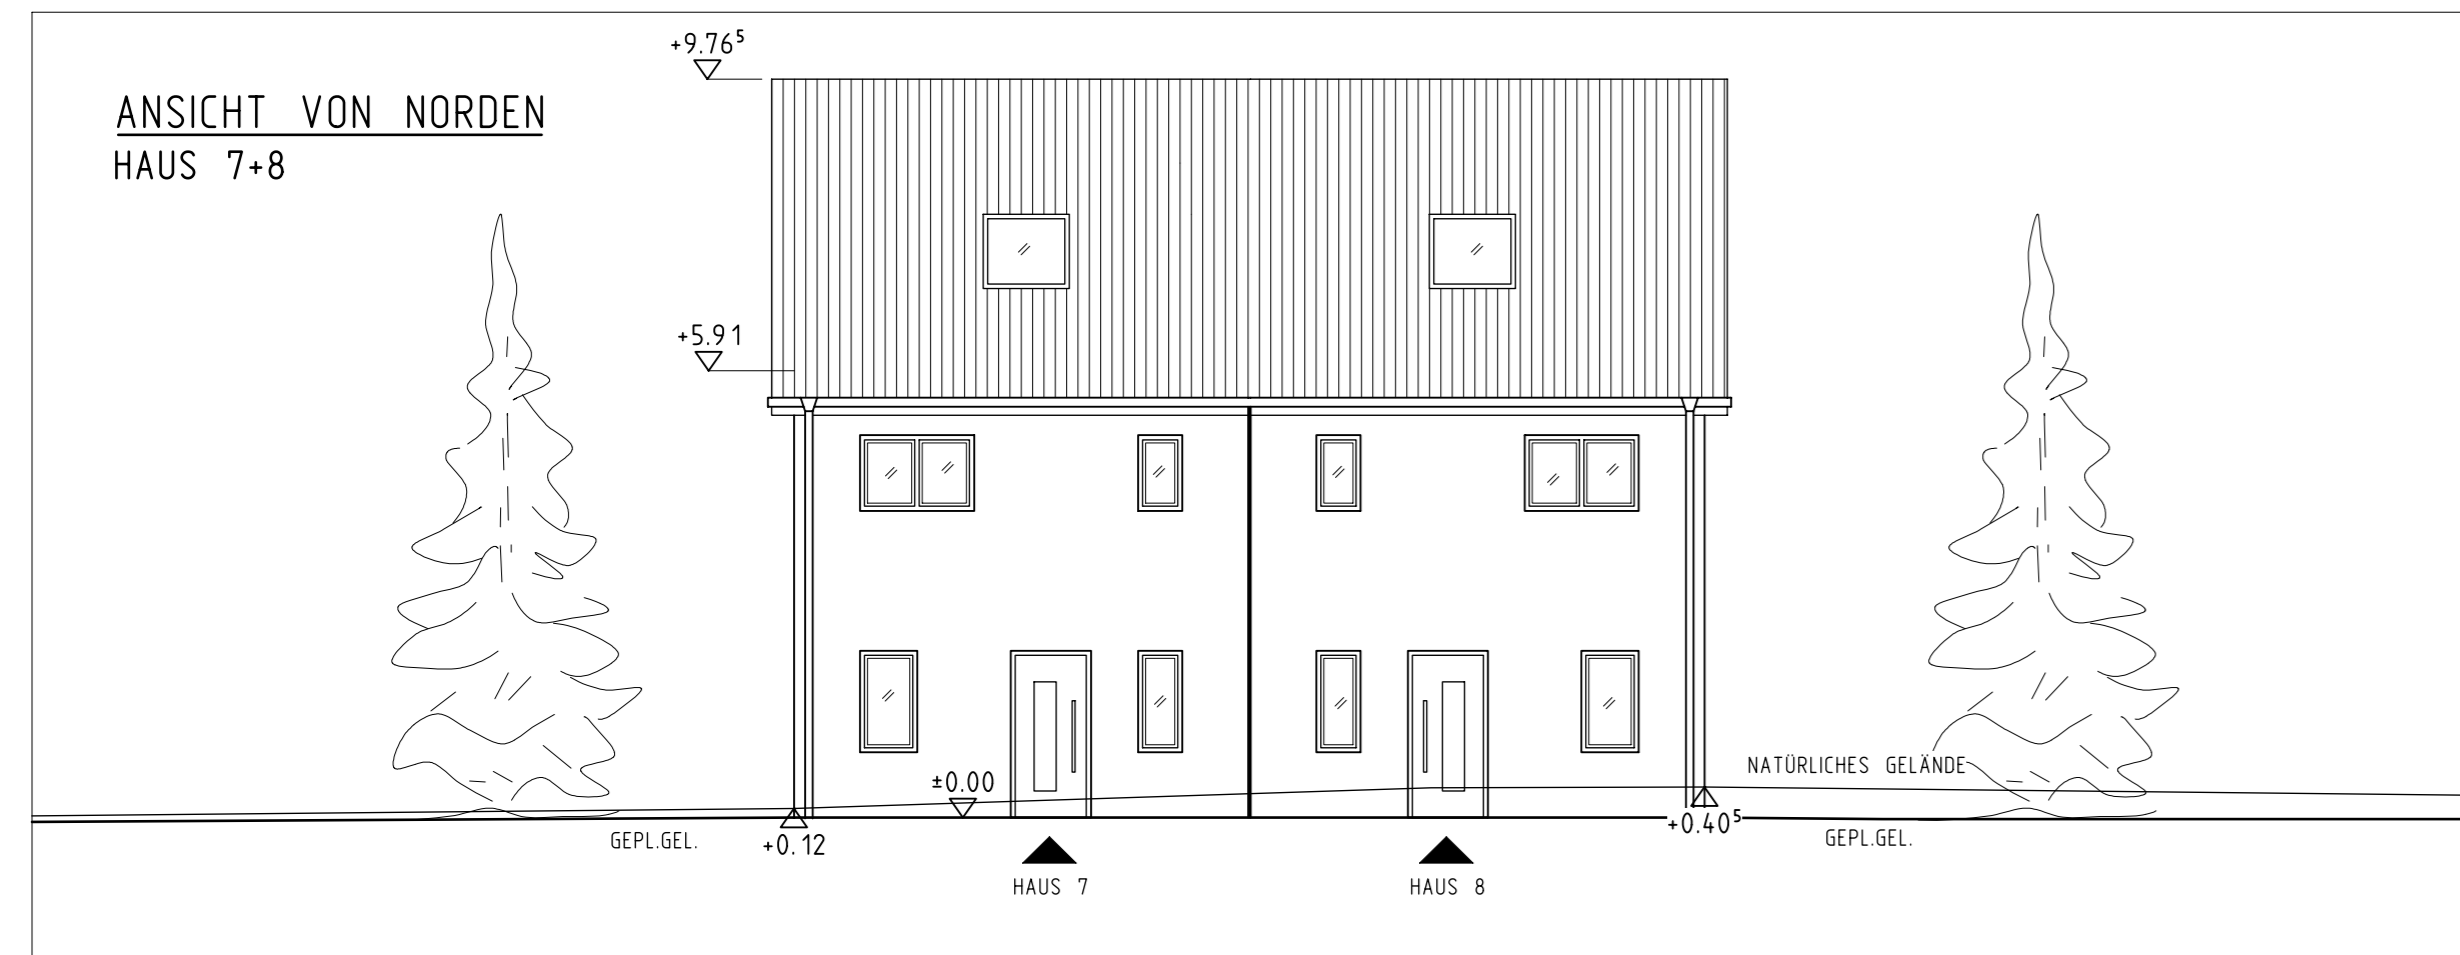 +9.76⁵
ANSICHT VON NORDEN
HAUS 7+8
+5.91
NATÜRLICHES GELÄNDE
±0.00
GEPL.GEL.
+0.12
+0.40⁵
GEPL.GEL.
HAUS 7
HAUS 8